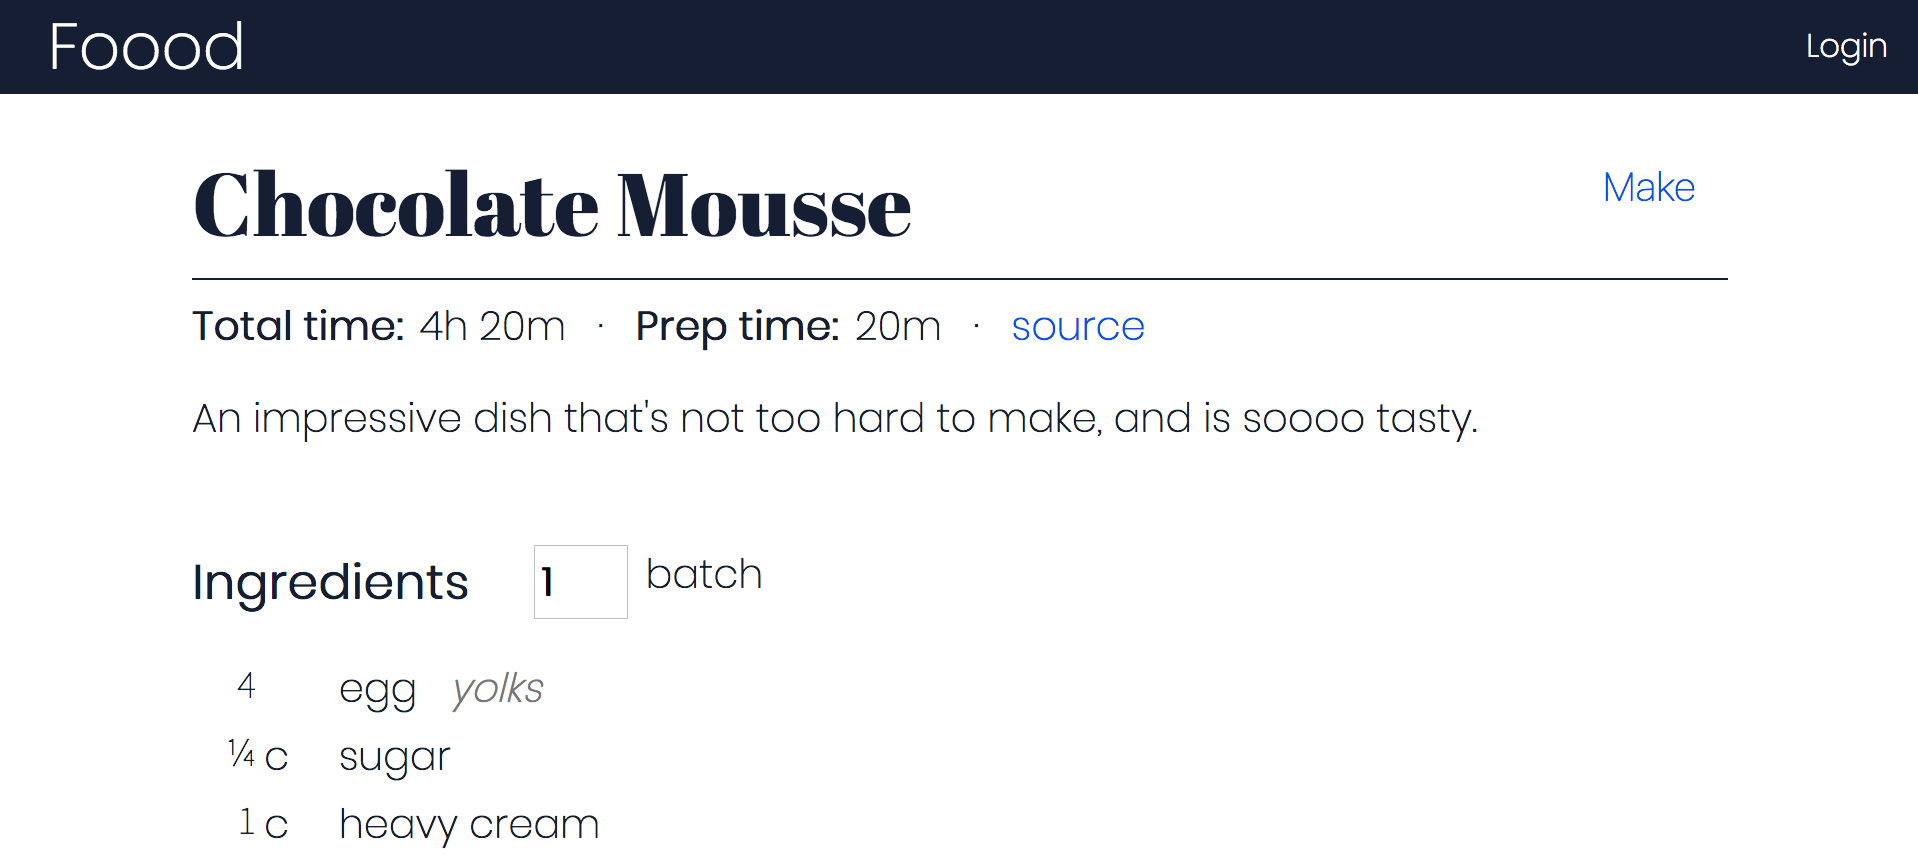 Foood Login
Chocolate Mousse Make
Total time: 4h 20m · Prep time: 20m · source
An impressive dish that's not too hard to make, and is soooo tasty.
Ingredients 1 batch
4 egg yolks
¼ c sugar
1 c heavy cream